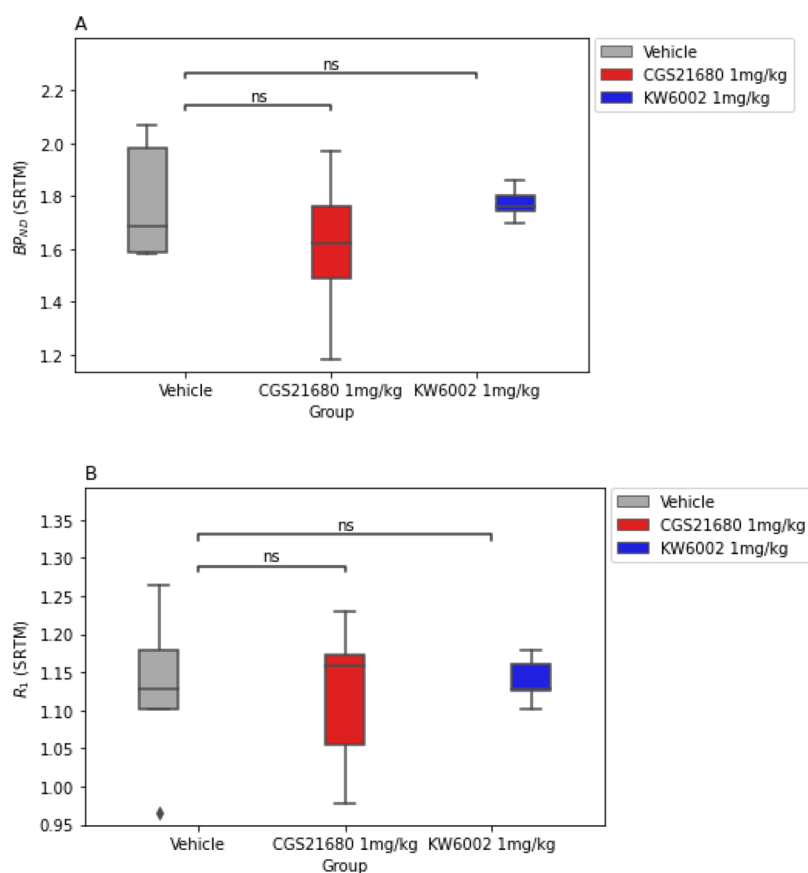 A
BP_ND (SRTM)
2.2
2.0
1.8
1.6
1.4
1.2
ns
ns
Vehicle
CGS21680 1mg/kg
KW6002 1mg/kg
Vehicle CGS21680 1mg/kg KW6002 1mg/kg
Group
B
R_1 (SRTM)
1.35
1.30
1.25
1.20
1.15
1.10
1.05
1.00
0.95
ns
ns
Vehicle
CGS21680 1mg/kg
KW6002 1mg/kg
Vehicle CGS21680 1mg/kg KW6002 1mg/kg
Group